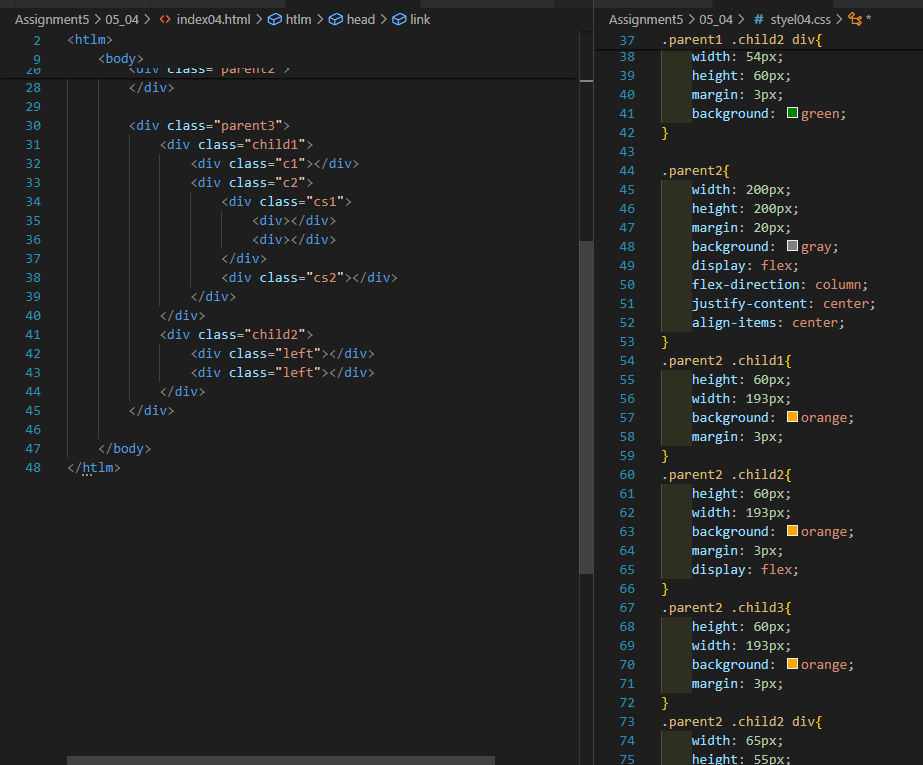 Assignment5 > 05_04 > <> index04.html > htlm > head > link
2 <htlm>
9 <body>
20 <div class="parent2">
28 </div>
29
30 <div class="parent3">
31 <div class="child1">
32 <div class="c1"></div>
33 <div class="c2">
34 <div class="cs1">
35 <div></div>
36 <div></div>
37 </div>
38 <div class="cs2"></div>
39 </div>
40 </div>
41 <div class="child2">
42 <div class="left"></div>
43 <div class="left"></div>
44 </div>
45 </div>
46
47 </body>
48 </htlm>
Assignment5 > 05_04 > # styel04.css > *
37 .parent1 .child2 div{
38 width: 54px;
39 height: 60px;
40 margin: 3px;
41 background: green;
42 }
43
44 .parent2{
45 width: 200px;
46 height: 200px;
47 margin: 20px;
48 background: gray;
49 display: flex;
50 flex-direction: column;
51 justify-content: center;
52 align-items: center;
53 }
54 .parent2 .child1{
55 height: 60px;
56 width: 193px;
57 background: orange;
58 margin: 3px;
59 }
60 .parent2 .child2{
61 height: 60px;
62 width: 193px;
63 background: orange;
64 margin: 3px;
65 display: flex;
66 }
67 .parent2 .child3{
68 height: 60px;
69 width: 193px;
70 background: orange;
71 margin: 3px;
72 }
73 .parent2 .child2 div{
74 width: 65px;
75 height: 55px;